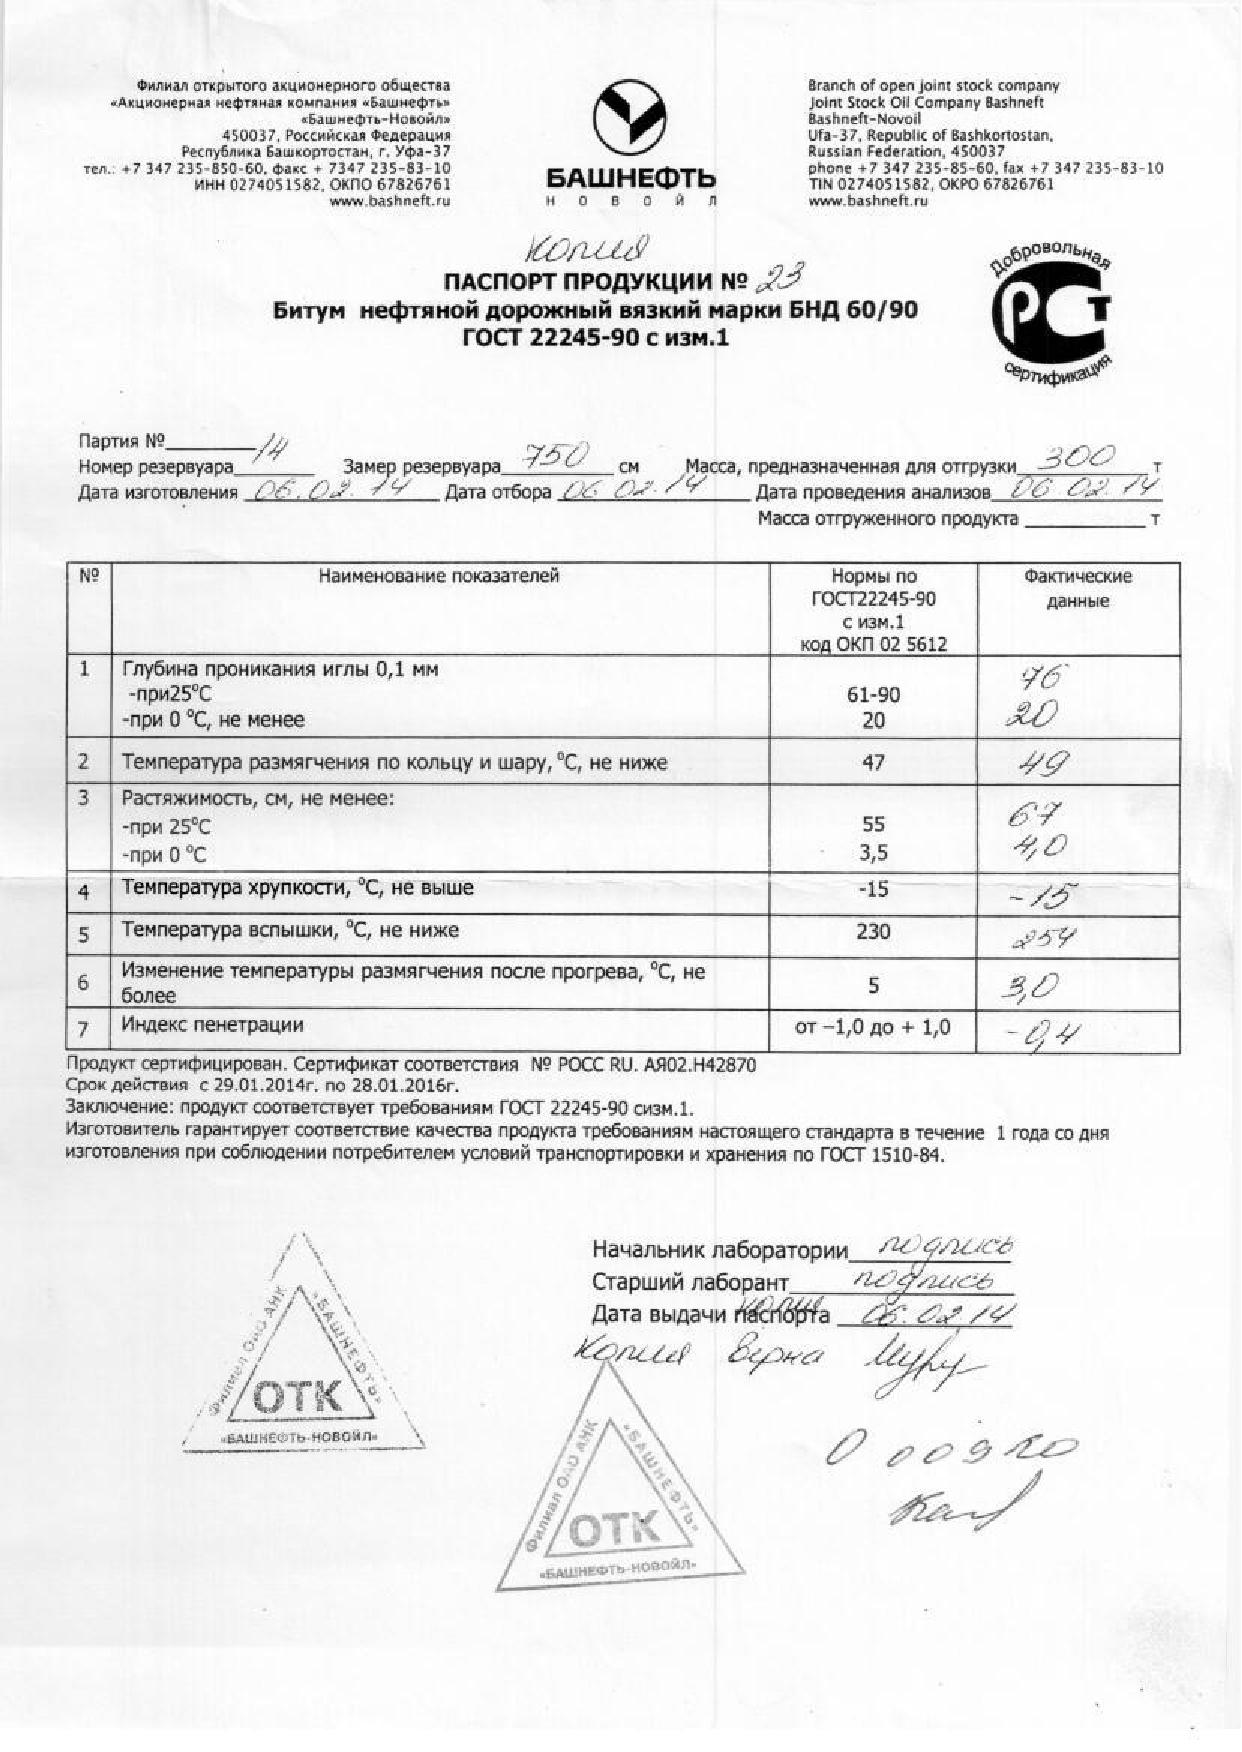 Филиал открытого акционерного общества
«Акционерная нефтяная компания «Башнефть»
«Башнефть-Новойл»
450037, Российская Федерация
Республика Башкортостан, г. Уфа-37
тел.: +7 347 235-850-60, факс + 7347 235-83-10
ИНН 0274051582, ОКПО 67826761
www.bashneft.ru
БАШНЕФТЬ
НОВОЙЛ
Branch of open joint stock company
Joint Stock Oil Company Bashneft
Bashneft-Novoil
Ufa-37, Republic of Bashkortostan,
Russian Federation, 450037
phone +7 347 235-85-60, fax +7 347 235-83-10
TIN 0274051582, OKPO 67826761
www.bashneft.ru
Копия
ПАСПОРТ ПРОДУКЦИИ № 23
Битум нефтяной дорожный вязкий марки БНД 60/90
ГОСТ 22245-90 с изм.1
Добровольная
РСТ
сертификация
Партия № 14
Номер резервуара Замер резервуара 750 см Масса, предназначенная для отгрузки 300 т
Дата изготовления 06.02.14 Дата отбора 06 02.14 Дата проведения анализов 06 02.14
Масса отгруженного продукта т
№ Наименование показателей Нормы по ГОСТ22245-90 с изм.1 код ОКП 02 5612 Фактические данные
1 Глубина проникания иглы 0,1 мм
-при25°С 61-90 76
-при 0 °С, не менее 20 20
2 Температура размягчения по кольцу и шару, °С, не ниже 47 49
3 Растяжимость, см, не менее:
-при 25°С 55 67
-при 0 °С 3,5 4,0
4 Температура хрупкости, °С, не выше -15 -15
5 Температура вспышки, °С, не ниже 230 254
6 Изменение температуры размягчения после прогрева, °С, не
более 5 3,0
7 Индекс пенетрации от –1,0 до + 1,0 -0,4
Продукт сертифицирован. Сертификат соответствия № РОСС RU. АЯ02.Н42870
Срок действия с 29.01.2014г. по 28.01.2016г.
Заключение: продукт соответствует требованиям ГОСТ 22245-90 сизм.1.
Изготовитель гарантирует соответствие качества продукта требованиям настоящего стандарта в течение 1 года со дня
изготовления при соблюдении потребителем условий транспортировки и хранения по ГОСТ 1510-84.
Начальник лаборатории подпись
Старший лаборант подпись
копия
Дата выдачи паспорта 06.02.14
Копия верна
Филиал ОАО АНК
«БАШНЕФТЬ»
ОТК
«БАШНЕФТЬ-НОВОЙЛ»
Филиал ОАО АНК
«БАШНЕФТЬ»
ОТК
«БАШНЕФТЬ-НОВОЙЛ»